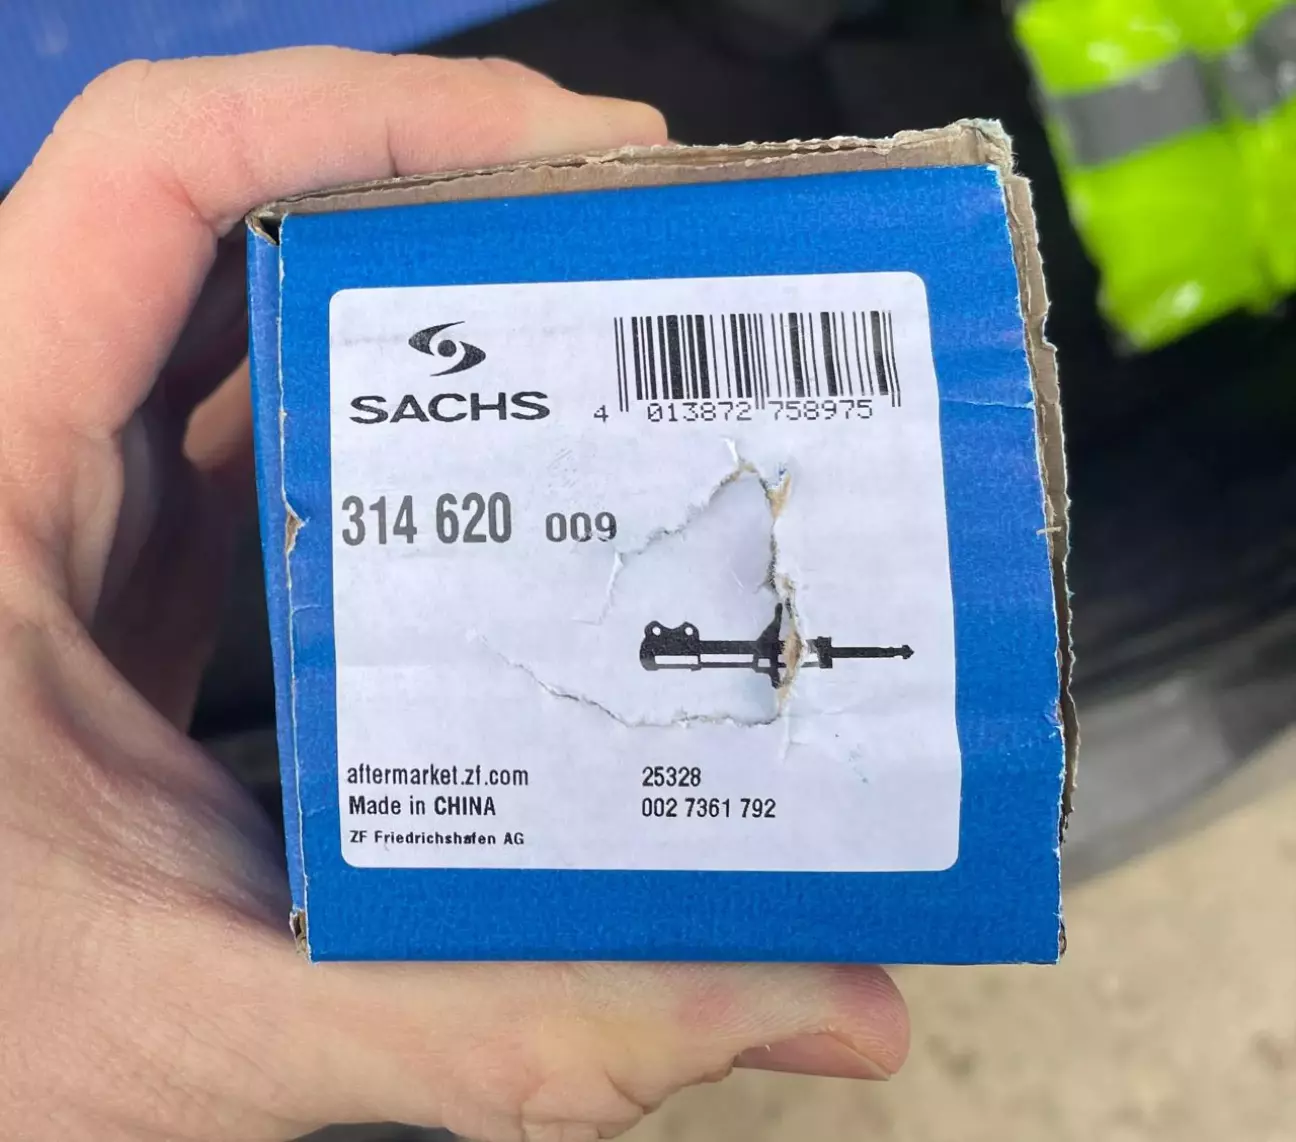 SACHS
4 013872 758975
314 620 009
aftermarket.zf.com
Made in CHINA
ZF Friedrichshafen AG
25328
002 7361 792